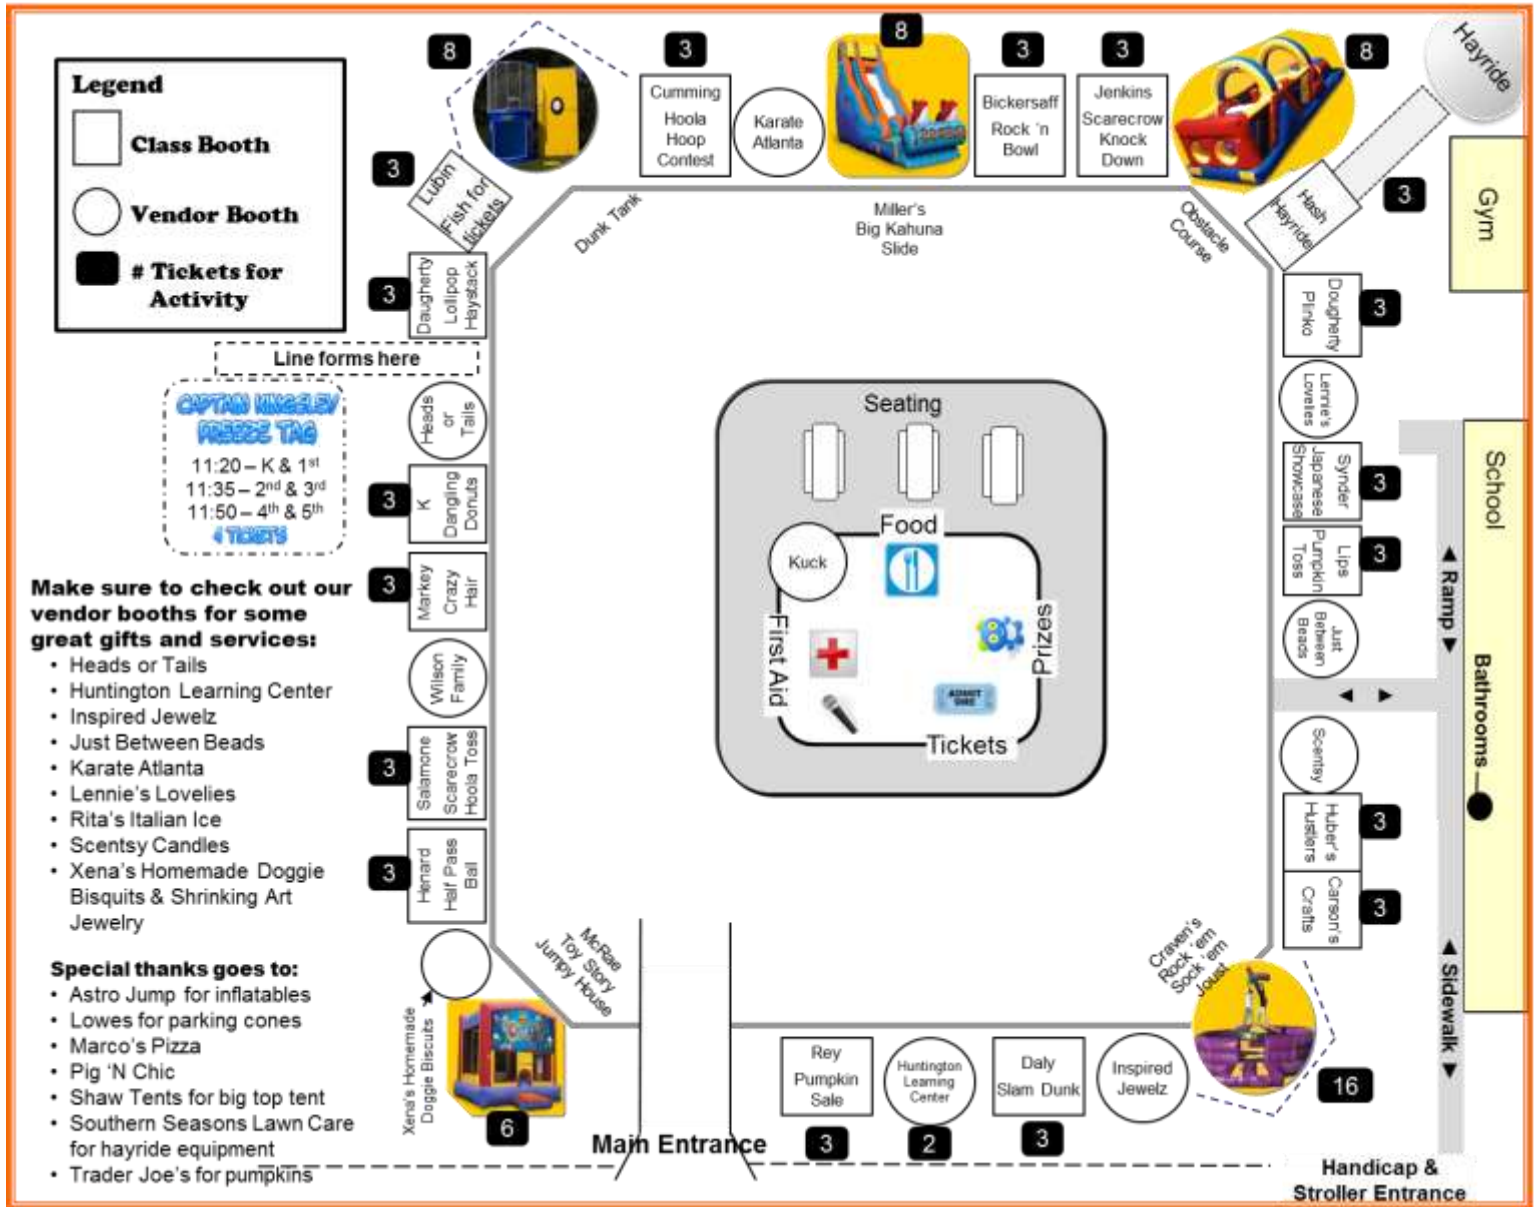 Legend
Class Booth
Vendor Booth
# Tickets for
Activity
8
3
8
3
3
8
Cumming
Hoola
Hoop
Contest
Karate
Atlanta
Bickersaff
Rock 'n
Bowl
Jenkins
Scarecrow
Knock
Down
Hayride
3
Lubin
Fish for
tickets
Dunk Tank
Miller's
Big Kahuna
Slide
Obstacle
Course
Hash
Hayride
3
Gym
3
Daugherty
Lollipop
Haystack
Line forms here
CAPTAIN KINGSLEY
FREEZE TAG
11:20 – K & 1st
11:35 – 2nd & 3rd
11:50 – 4th & 5th
4 TICKETS
Heads
or
Tails
3
K
Dangling
Donuts
3
Markey
Crazy
Hair
Wilson
Family
3
Salamone
Scarecrow
Hoola Toss
3
Henard
Half Pass
Ball
Xena's Homemade
Doggie Biscuits
McRae
Toy Story
Jumpy House
6
Make sure to check out our
vendor booths for some
great gifts and services:
• Heads or Tails
• Huntington Learning Center
• Inspired Jewelz
• Just Between Beads
• Karate Atlanta
• Lennie's Lovelies
• Rita's Italian Ice
• Scentsy Candles
• Xena's Homemade Doggie
Bisquits & Shrinking Art
Jewelry
Special thanks goes to:
• Astro Jump for inflatables
• Lowes for parking cones
• Marco's Pizza
• Pig 'N Chic
• Shaw Tents for big top tent
• Southern Seasons Lawn Care
for hayride equipment
• Trader Joe's for pumpkins
Seating
Food
Kuck
First Aid
Prizes
ADMIT
ONE
Tickets
Dougherty
Plinko
3
Lennie's
Lovelies
Synder
Japanese
Showcase
3
Lips
Pumpkin
Toss
3
Just
Between
Beads
Scentsy
Huber's
Hustlers
3
Carson's
Crafts
3
School
Ramp
Bathrooms
Sidewalk
Craven's
Rock 'em
Sock 'em
Joust
16
Rey
Pumpkin
Sale
3
Huntington
Learning
Center
2
Daly
Slam Dunk
3
Inspired
Jewelz
Main Entrance
Handicap &
Stroller Entrance